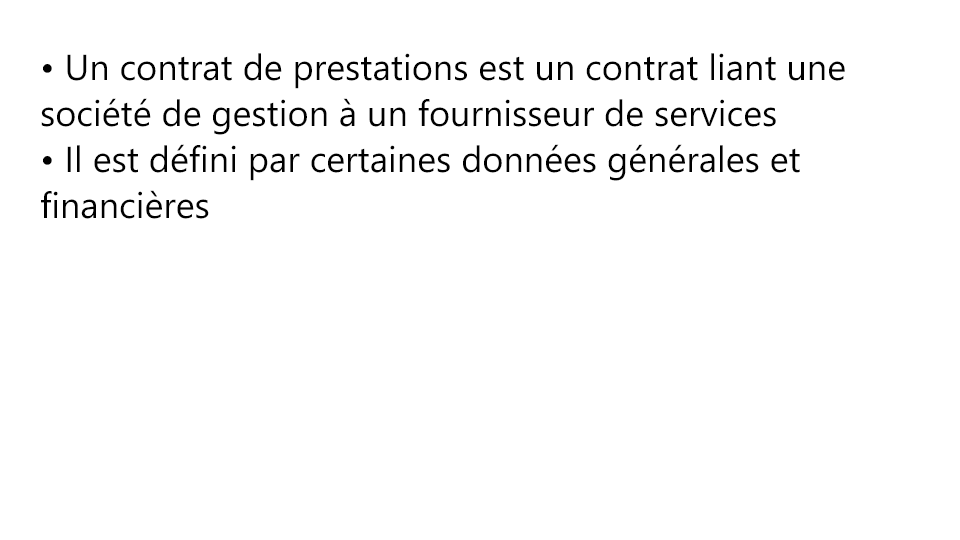 • Un contrat de prestations est un contrat liant une
société de gestion à un fournisseur de services
• Il est défini par certaines données générales et
financières